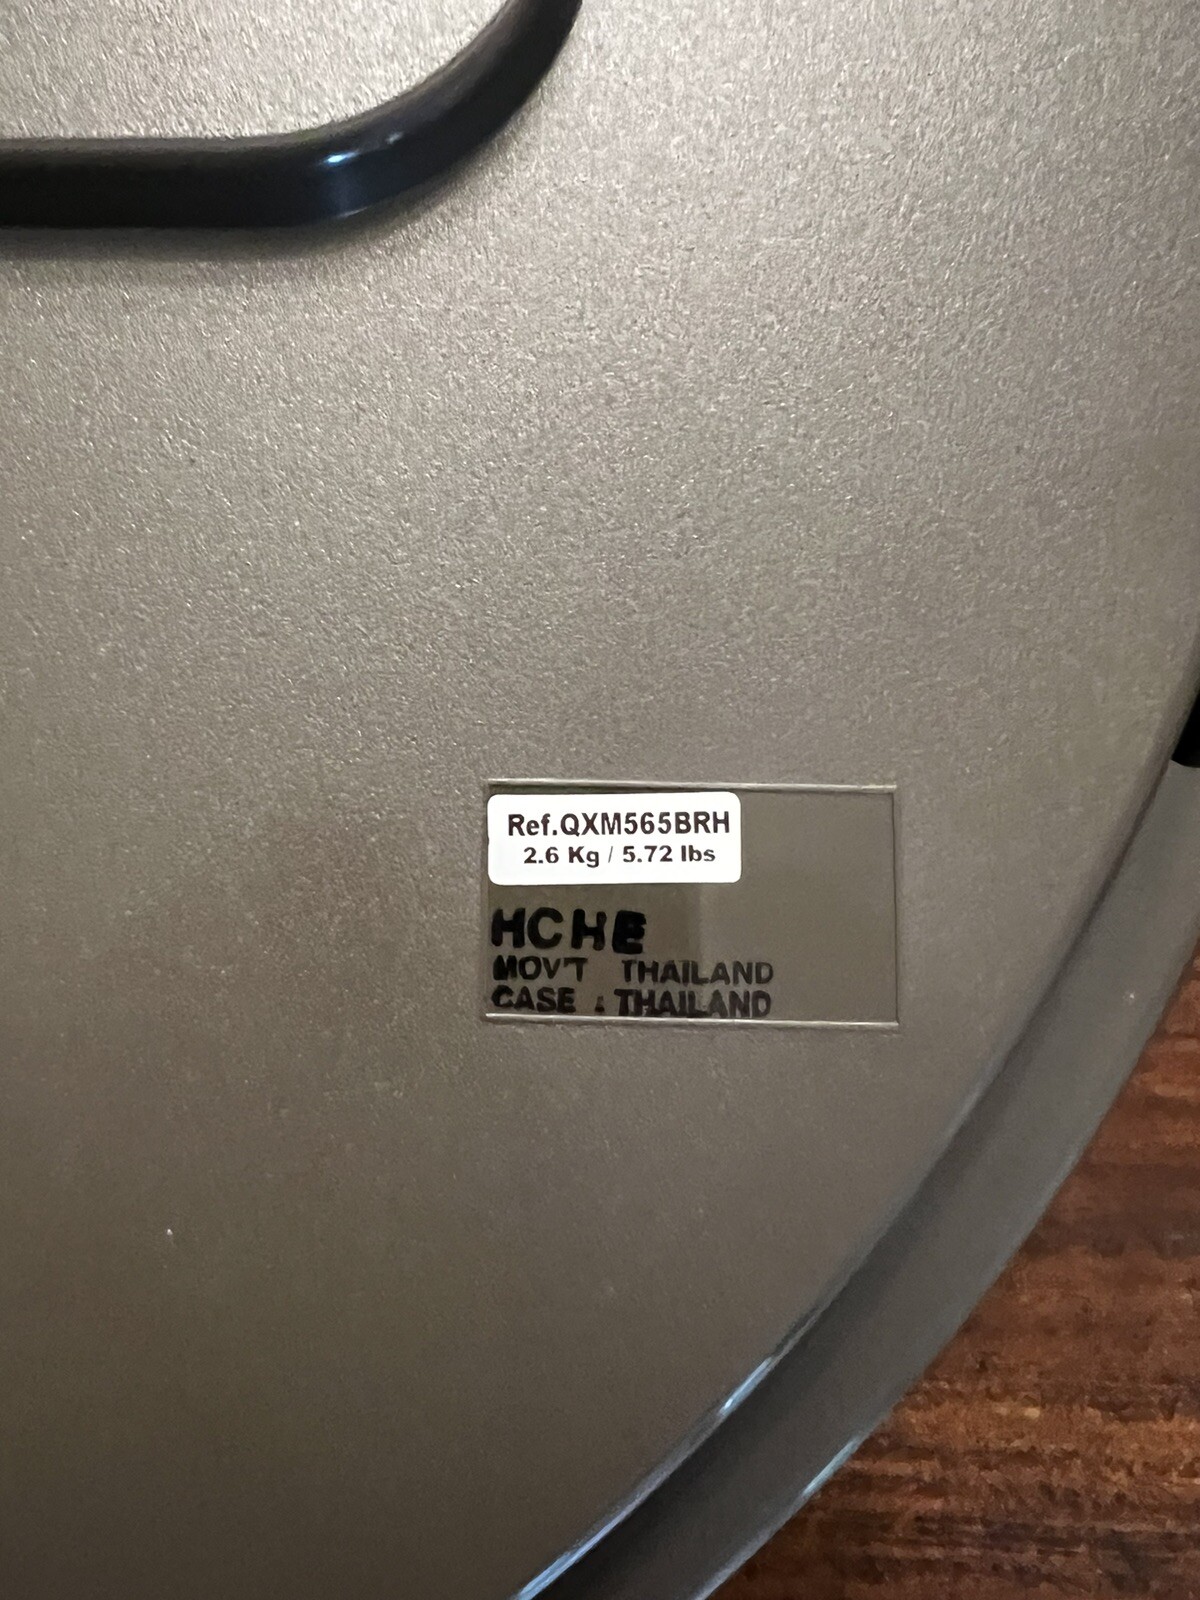 Ref.QXM565BRH
2.6 Kg / 5.72 lbs
HCHE
MOV'T THAILAND
CASE : THAILAND